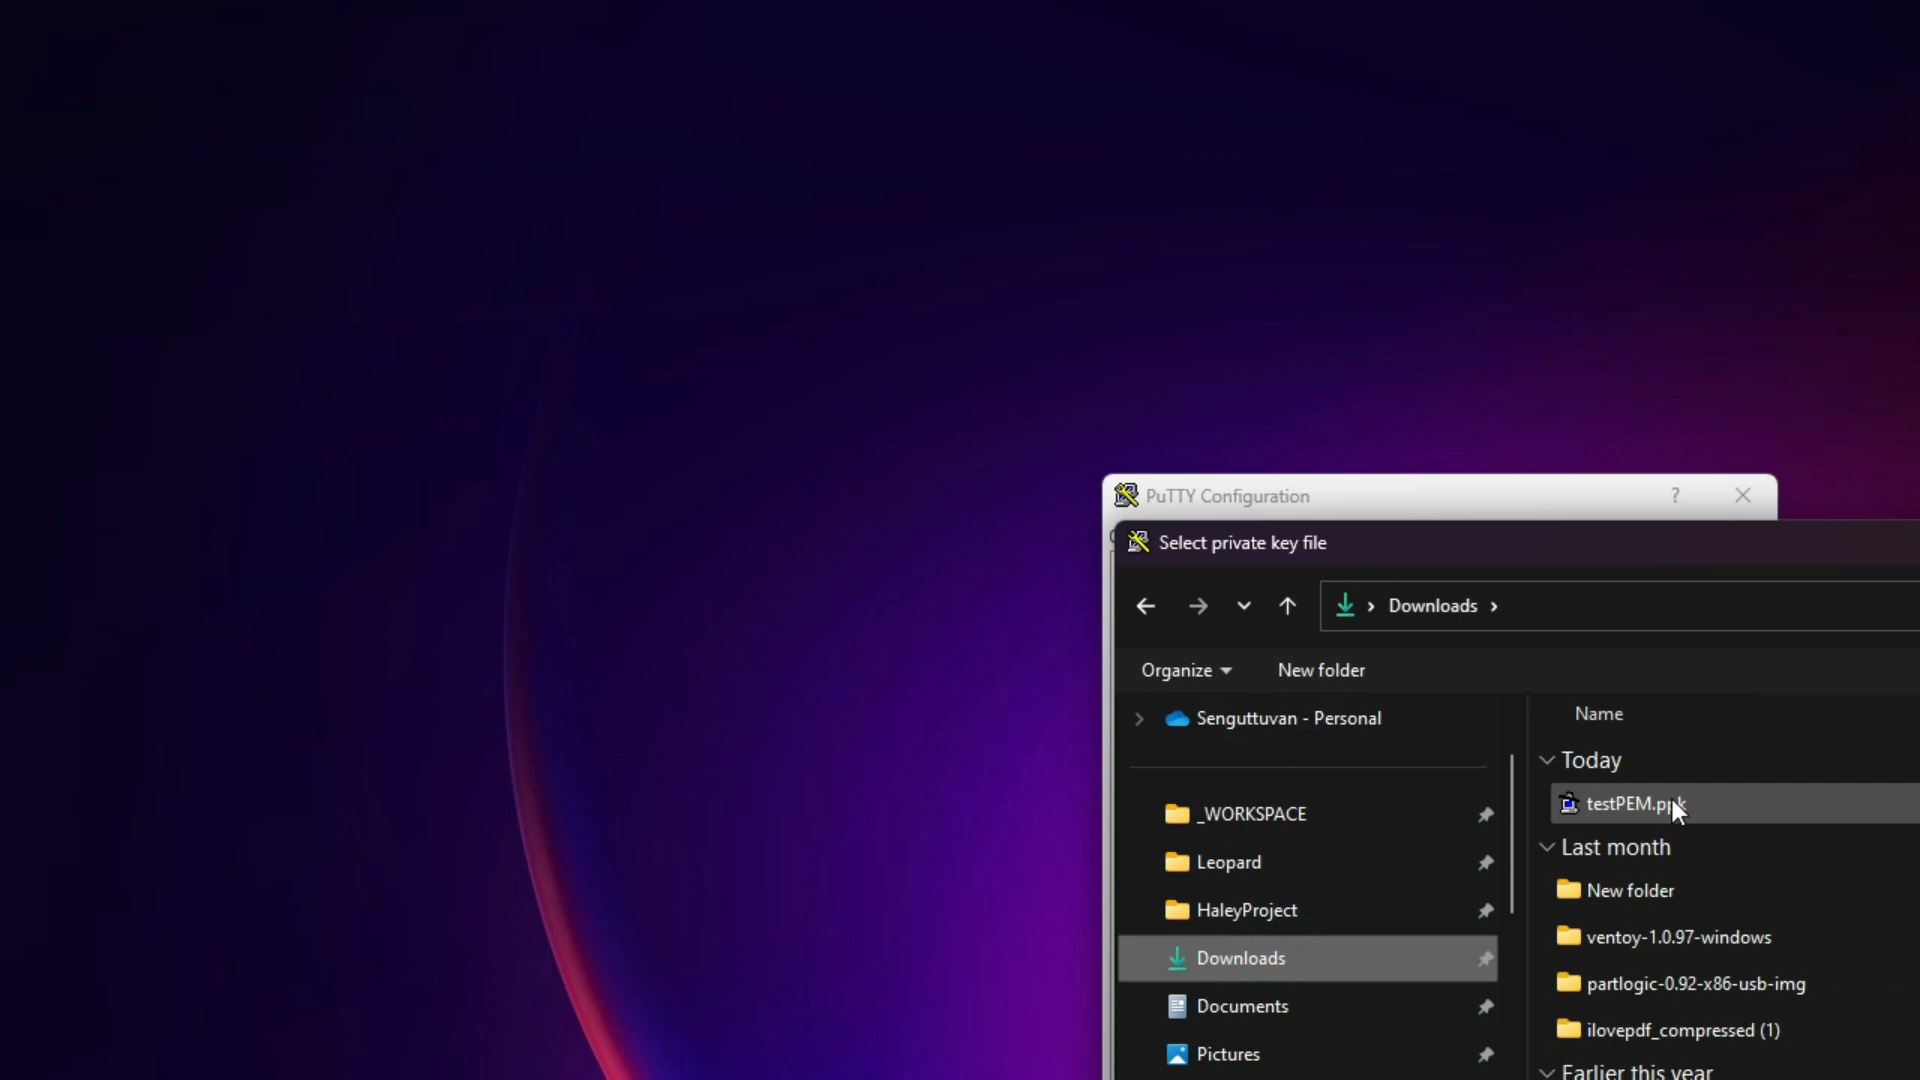 PuTTY Configuration
?
Select private key file
Downloads
Organize
New folder
Senguttuvan - Personal
_WORKSPACE
Leopard
HaleyProject
Downloads
Documents
Pictures
Name
Today
testPEM.ppk
Last month
New folder
ventoy-1.0.97-windows
partlogic-0.92-x86-usb-img
ilovepdf_compressed (1)
Earlier this year